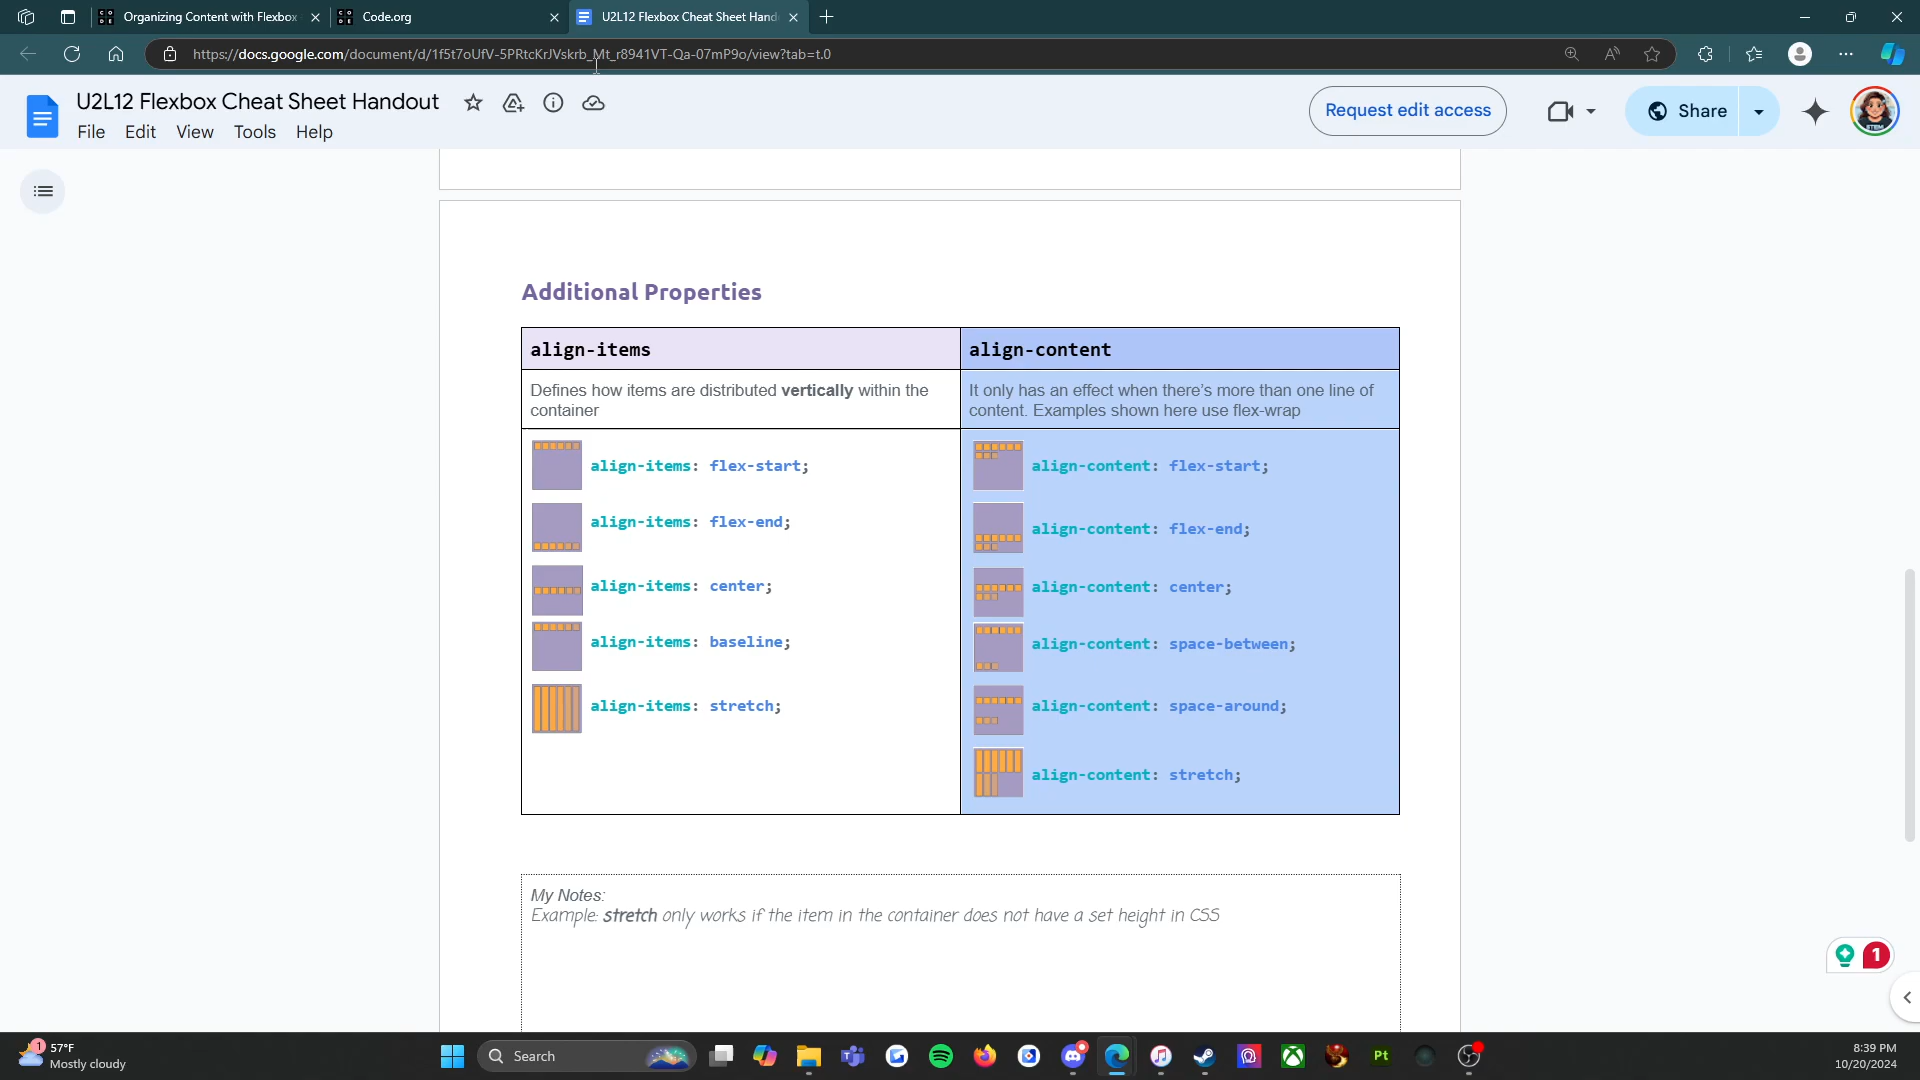 Organizing Content with Flexbox
Code.org
U2L12 Flexbox Cheat Sheet Hand
https://docs.google.com/document/d/1f5t7oUfV-5PRtcKrJVskrb_Mt_r8941VT-Qa-07mP9o/view?tab=t.0
U2L12 Flexbox Cheat Sheet Handout
Request edit access
Share
File Edit View Tools Help
Additional Properties
align-items
align-content
Defines how items are distributed vertically within the
container
It only has an effect when there's more than one line of
content. Examples shown here use flex-wrap
align-items: flex-start;
align-items: flex-end;
align-items: center;
align-items: baseline;
align-items: stretch;
align-content: flex-start;
align-content: flex-end;
align-content: center;
align-content: space-between;
align-content: space-around;
align-content: stretch;
My Notes:
Example: stretch only works if the item in the container does not have a set height in CSS
1
1
57°F
Mostly cloudy
Search
Pt
8:39 PM
10/20/2024